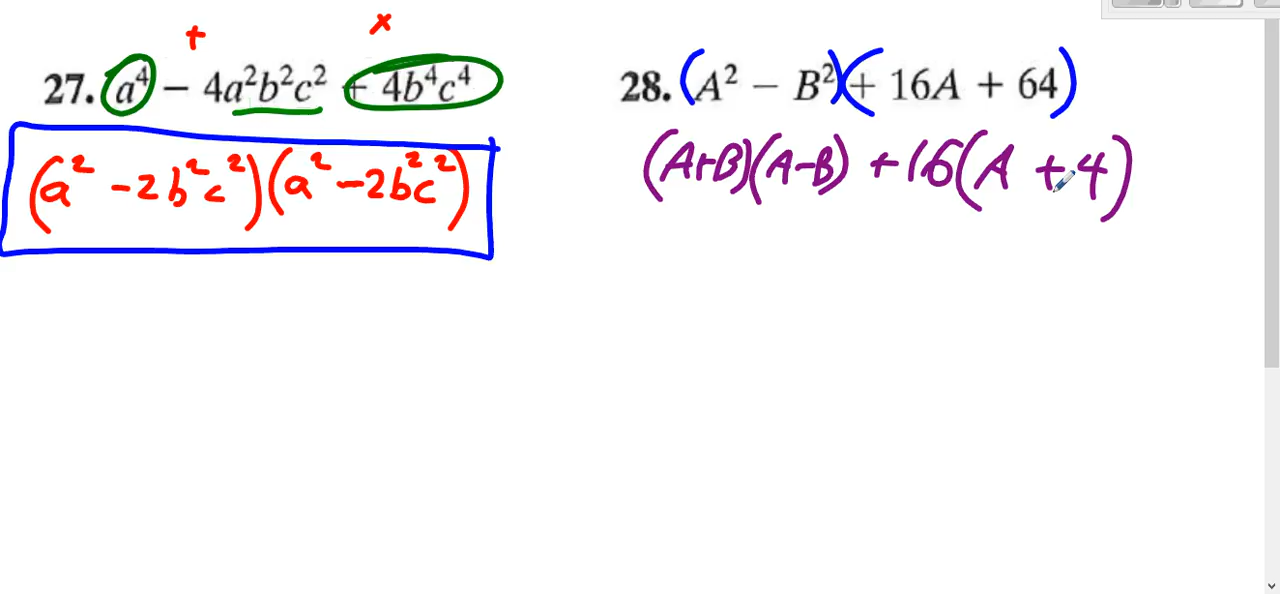 + ×
27. a⁴ − 4a²b²c² + 4b⁴c⁴
(a² -2b²c²)(a² -2b²c²)
28. (A² − B²)(+ 16A + 64)
(A+B)(A-B) +16(A +4)